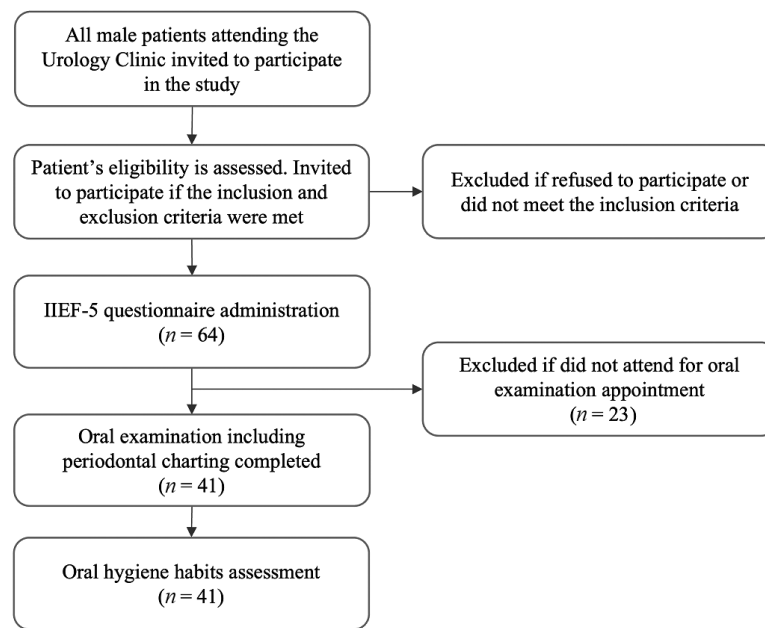 All male patients attending the
Urology Clinic invited to participate
in the study
Patient’s eligibility is assessed. Invited
to participate if the inclusion and
exclusion criteria were met
Excluded if refused to participate or
did not meet the inclusion criteria
IIEF-5 questionnaire administration
(n = 64)
Excluded if did not attend for oral
examination appointment
(n = 23)
Oral examination including
periodontal charting completed
(n = 41)
Oral hygiene habits assessment
(n = 41)